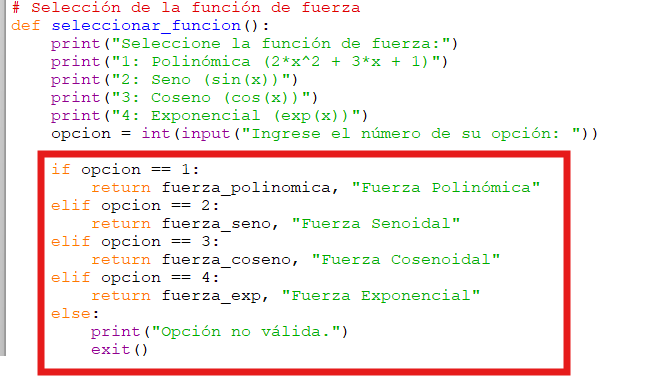 # Selección de la función de fuerza
def seleccionar_funcion():
    print("Seleccione la función de fuerza:")
    print("1: Polinómica (2*x^2 + 3*x + 1)")
    print("2: Seno (sin(x))")
    print("3: Coseno (cos(x))")
    print("4: Exponencial (exp(x))")
    opcion = int(input("Ingrese el número de su opción: "))
    if opcion == 1:
        return fuerza_polinomica, "Fuerza Polinómica"
    elif opcion == 2:
        return fuerza_seno, "Fuerza Senoidal"
    elif opcion == 3:
        return fuerza_coseno, "Fuerza Cosenoidal"
    elif opcion == 4:
        return fuerza_exp, "Fuerza Exponencial"
    else:
        print("Opción no válida.")
        exit()